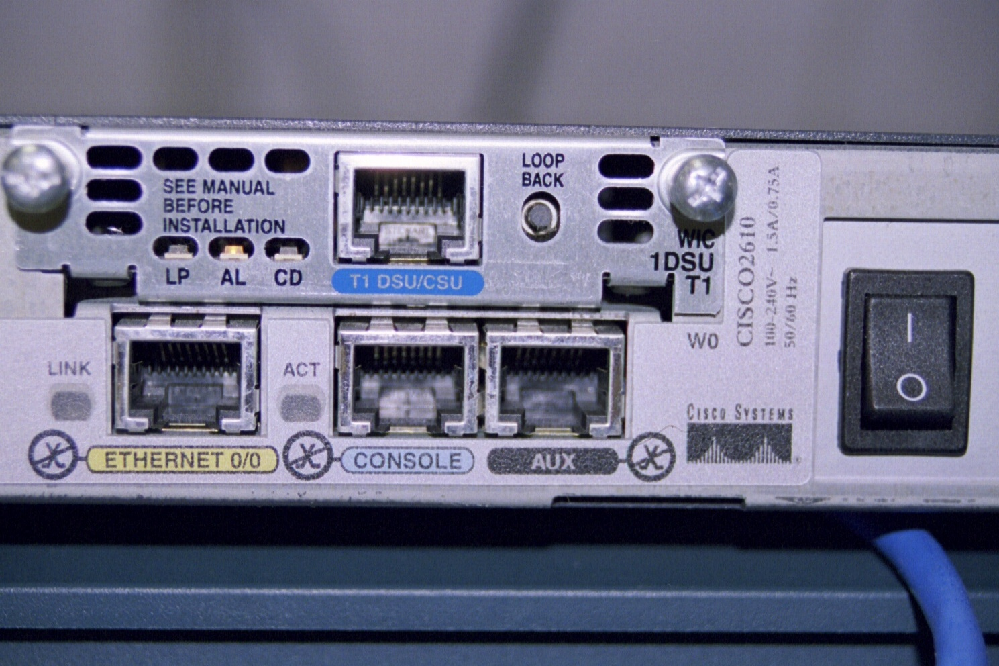 SEE MANUAL
BEFORE
INSTALLATION
LP AL CD
T1 DSU/CSU
LOOP
BACK
WIC
1DSU
T1
W0
CISCO2610
100-240V~ 1.5A/0.75A
50/60 Hz
LINK
ACT
ETHERNET 0/0
CONSOLE
AUX
CISCO SYSTEMS
I
O